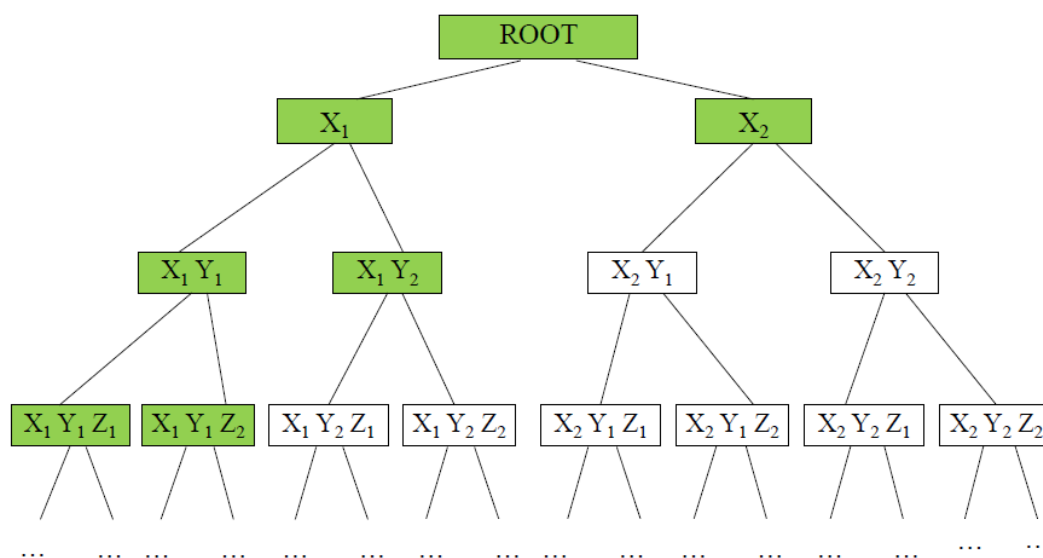 ROOT
X₁ X₂
X₁ Y₁ X₁ Y₂ X₂ Y₁ X₂ Y₂
X₁ Y₁ Z₁ X₁ Y₁ Z₂ X₁ Y₂ Z₁ X₁ Y₂ Z₂ X₂ Y₁ Z₁ X₂ Y₁ Z₂ X₂ Y₂ Z₁ X₂ Y₂ Z₂
... ... ... ... ... ... ... ... ... ... ... ... ... ... ... ...